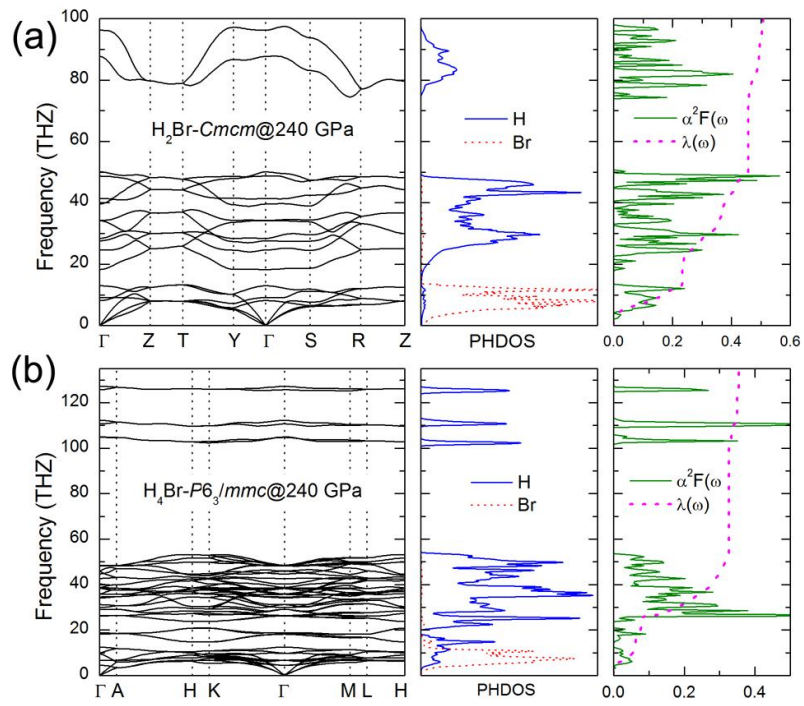 (a)
100
80
60
40
20
0
Frequency (THZ)
H₂Br-Cmcm@240 GPa
Γ Z T Y Γ S R Z
H
Br
PHDOS
α²F(ω
λ(ω)
0.0 0.2 0.4 0.6
(b)
120
100
80
60
40
20
0
Frequency (THZ)
H₄Br-P6₃/mmc@240 GPa
Γ A H K Γ M L H
H
Br
PHDOS
α²F(ω
λ(ω)
0.0 0.2 0.4